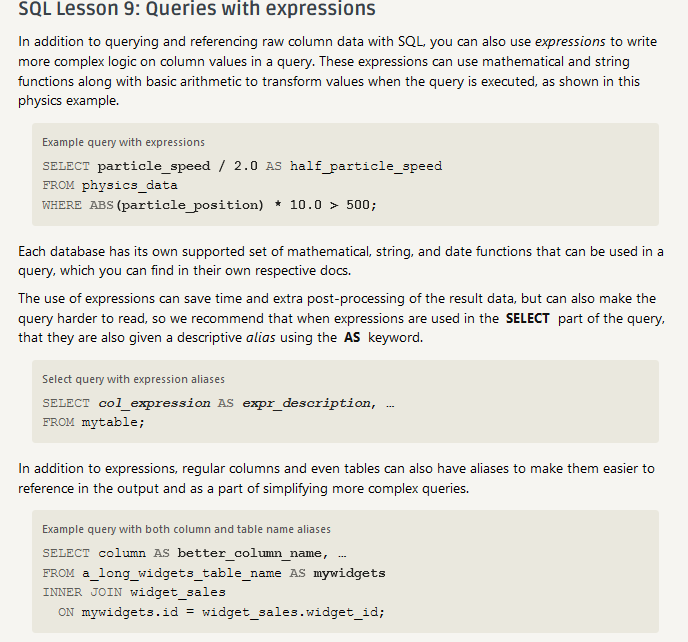 SQL Lesson 9: Queries with expressions
In addition to querying and referencing raw column data with SQL, you can also use expressions to write
more complex logic on column values in a query. These expressions can use mathematical and string
functions along with basic arithmetic to transform values when the query is executed, as shown in this
physics example.
Example query with expressions
SELECT particle_speed / 2.0 AS half_particle_speed
FROM physics_data
WHERE ABS(particle_position) * 10.0 > 500;
Each database has its own supported set of mathematical, string, and date functions that can be used in a
query, which you can find in their own respective docs.
The use of expressions can save time and extra post-processing of the result data, but can also make the
query harder to read, so we recommend that when expressions are used in the SELECT part of the query,
that they are also given a descriptive alias using the AS keyword.
Select query with expression aliases
SELECT col_expression AS expr_description, …
FROM mytable;
In addition to expressions, regular columns and even tables can also have aliases to make them easier to
reference in the output and as a part of simplifying more complex queries.
Example query with both column and table name aliases
SELECT column AS better_column_name, …
FROM a_long_widgets_table_name AS mywidgets
INNER JOIN widget_sales
ON mywidgets.id = widget_sales.widget_id;